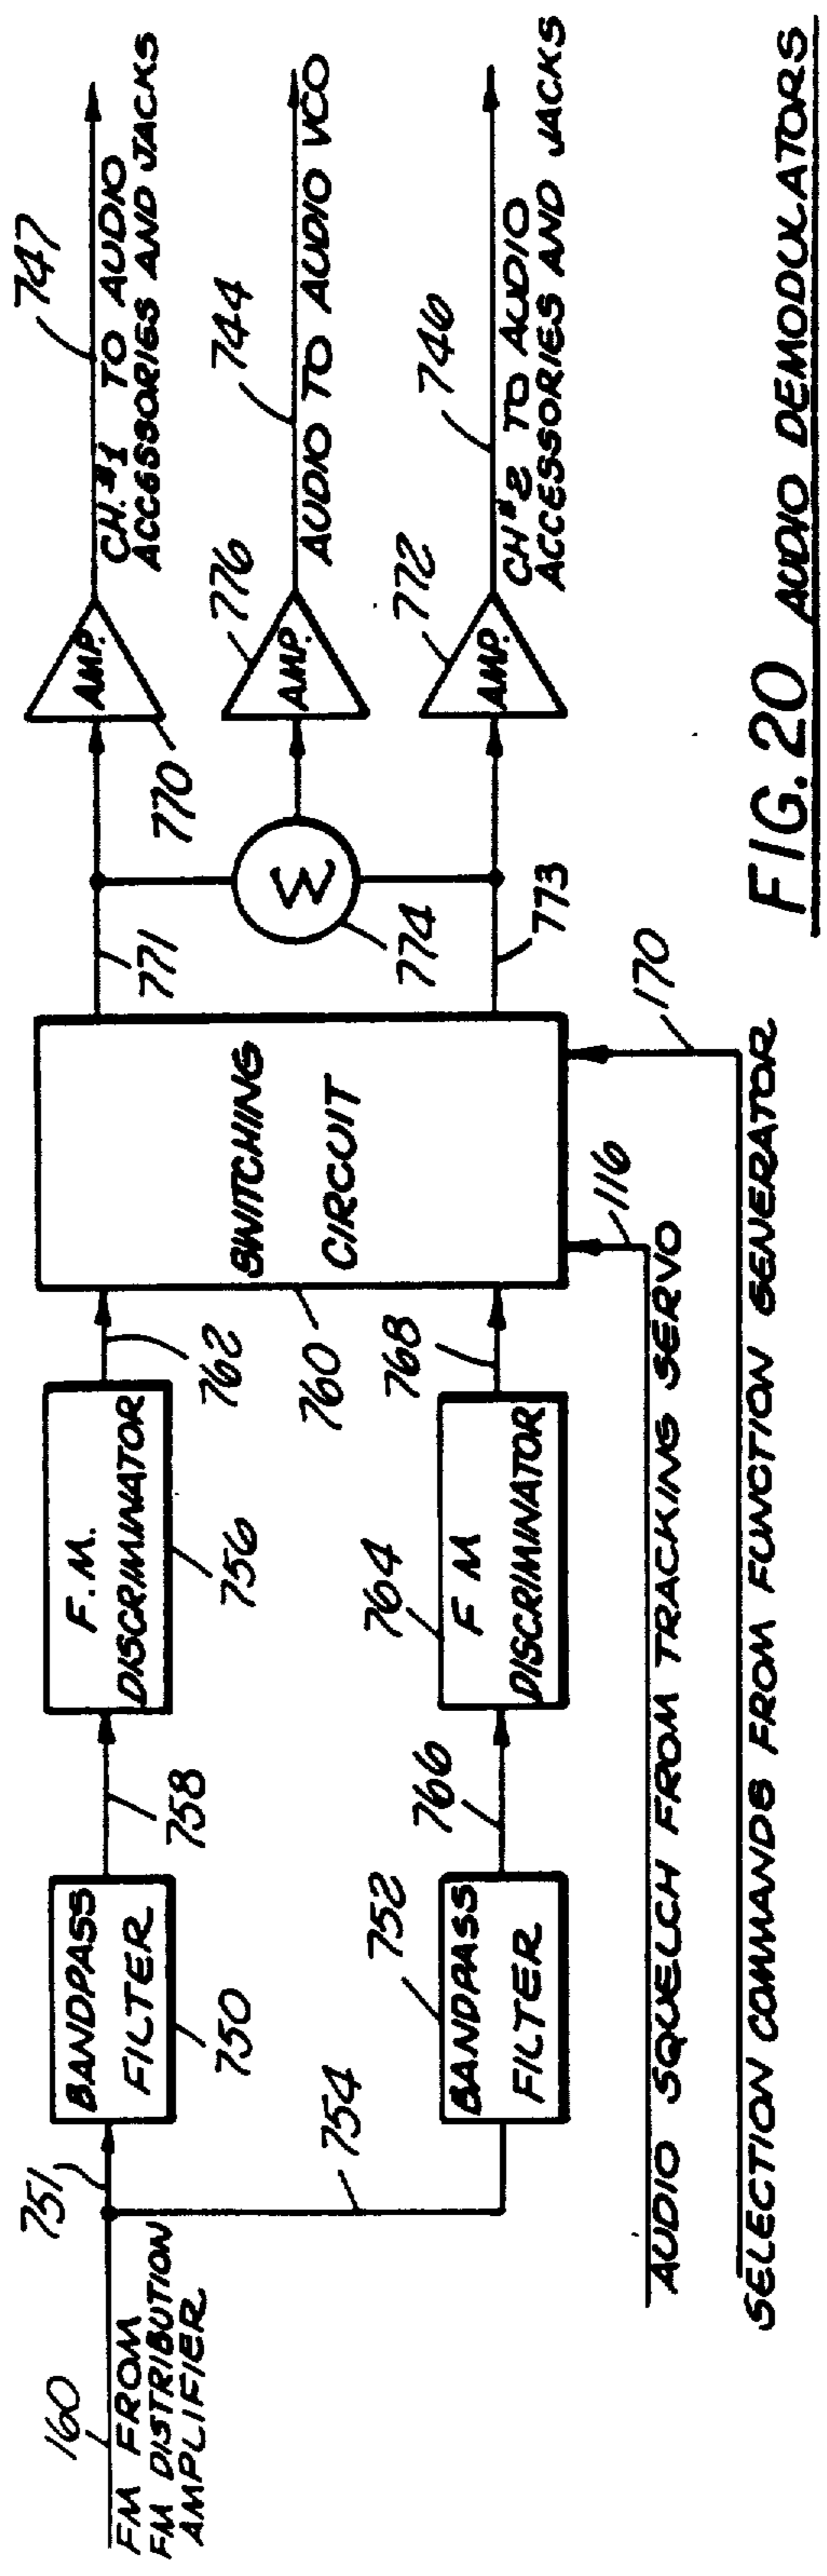 160
FM FROM
FM DISTRIBUTION
AMPLIFIER
751
754
BANDPASS
FILTER
750
752
BANDPASS
FILTER
758
766
F.M.
DISCRIMINATOR
756
764
F M
DISCRIMINATOR
762
768
760
SWITCHING
CIRCUIT
116
170
AUDIO SQUELCH FROM TRACKING SERVO
SELECTION COMMANDS FROM FUNCTION GENERATOR
771
773
Σ
774
770
AMP.
776
AMP.
772
AMP.
747
CH. #1 TO AUDIO
ACCESSORIES AND JACKS
744
AUDIO TO AUDIO VCO
746
CH #2 TO AUDIO
ACCESSORIES AND JACKS
FIG. 20 AUDIO DEMODULATORS